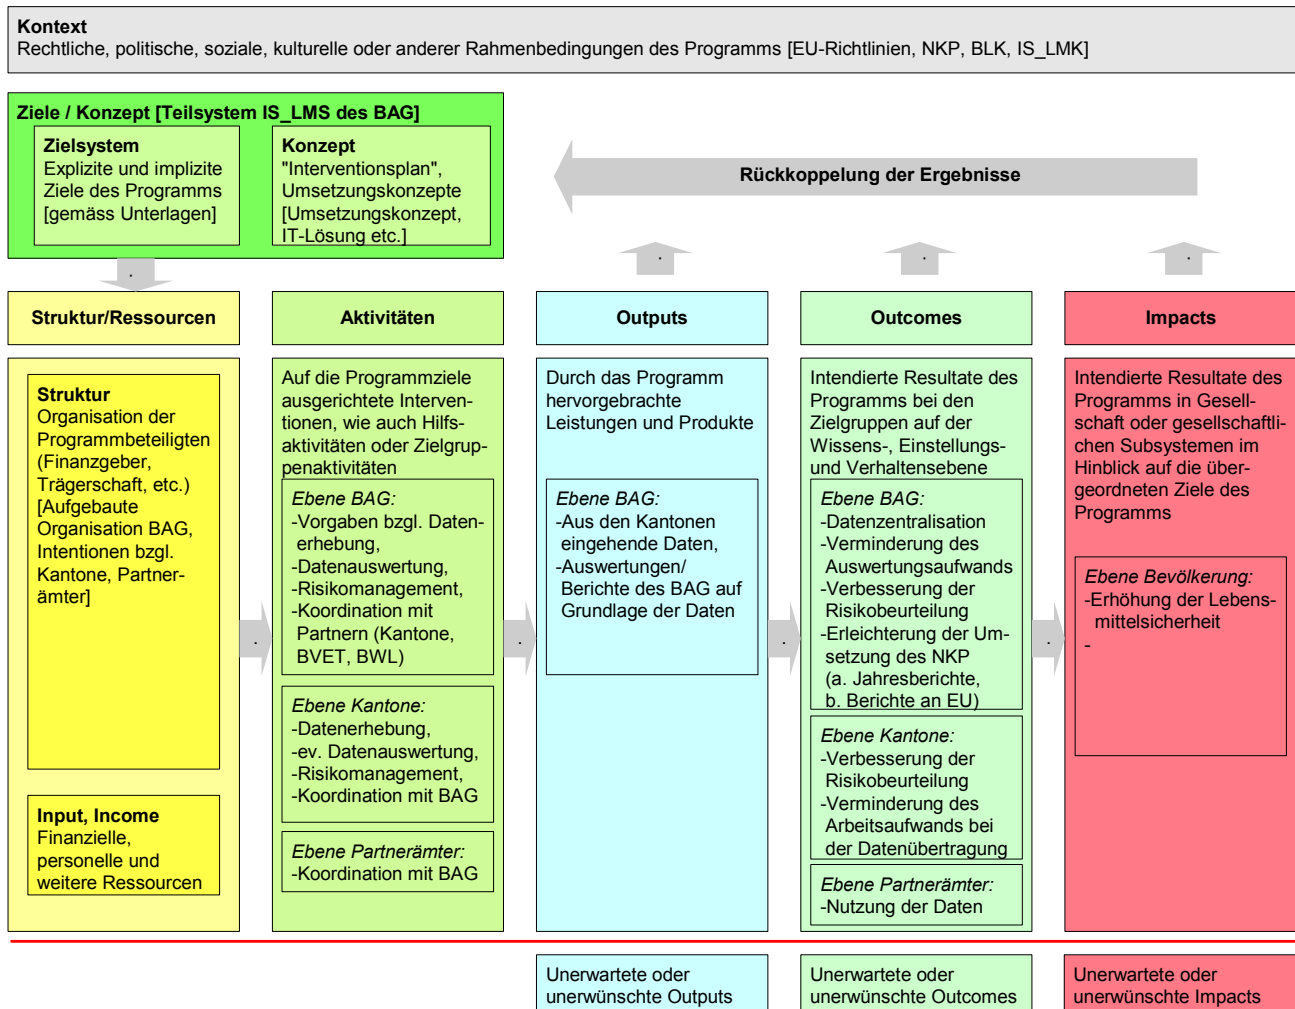 Kontext
Rechtliche, politische, soziale, kulturelle oder anderer Rahmenbedingungen des Programms [EU-Richtlinien, NKP, BLK, IS_LMK]
Ziele / Konzept [Teilsystem IS_LMS des BAG]
Zielsystem
Explizite und implizite
Ziele des Programms
[gemäss Unterlagen]
Konzept
"Interventionsplan",
Umsetzungskonzepte
[Umsetzungskonzept,
IT-Lösung etc.]
Rückkoppelung der Ergebnisse
Struktur/Ressourcen
Aktivitäten
Outputs
Outcomes
Impacts
Struktur
Organisation der
Programmbeteiligten
(Finanzgeber,
Trägerschaft, etc.)
[Aufgebaute
Organisation BAG,
Intentionen bzgl.
Kantone, Partner-
ämter]
Input, Income
Finanzielle,
personelle und
weitere Ressourcen
Auf die Programmziele
ausgerichtete Interven-
tionen, wie auch Hilfs-
aktivitäten oder Zielgrup-
penaktivitäten
Ebene BAG:
-Vorgaben bzgl. Daten-
erhebung,
-Datenauswertung,
-Risikomanagement,
-Koordination mit
Partnern (Kantone,
BVET, BWL)
Ebene Kantone:
-Datenerhebung,
-ev. Datenauswertung,
-Risikomanagement,
-Koordination mit BAG
Ebene Partnerämter:
-Koordination mit BAG
Durch das Programm
hervorgebrachte
Leistungen und Produkte
Ebene BAG:
-Aus den Kantonen
eingehende Daten,
-Auswertungen/
Berichte des BAG auf
Grundlage der Daten
Intendierte Resultate des
Programms bei den
Zielgruppen auf der
Wissens-, Einstellungs-
und Verhaltensebene
Ebene BAG:
-Datenzentralisation
-Verminderung des
Auswertungsaufwands
-Verbesserung der
Risikobeurteilung
-Erleichterung der Um-
setzung des NKP
(a. Jahresberichte,
b. Berichte an EU)
Ebene Kantone:
-Verbesserung der
Risikobeurteilung
-Verminderung des
Arbeitsaufwands bei
der Datenübertragung
Ebene Partnerämter:
-Nutzung der Daten
Intendierte Resultate des
Programms in Gesell-
schaft oder gesellschaftli-
chen Subsystemen im
Hinblick auf die über-
geordneten Ziele des
Programms
Ebene Bevölkerung:
-Erhöhung der Lebens-
mittelsicherheit
-
Unerwartete oder
unerwünschte Outputs
Unerwartete oder
unerwünschte Outcomes
Unerwartete oder
unerwünschte Impacts